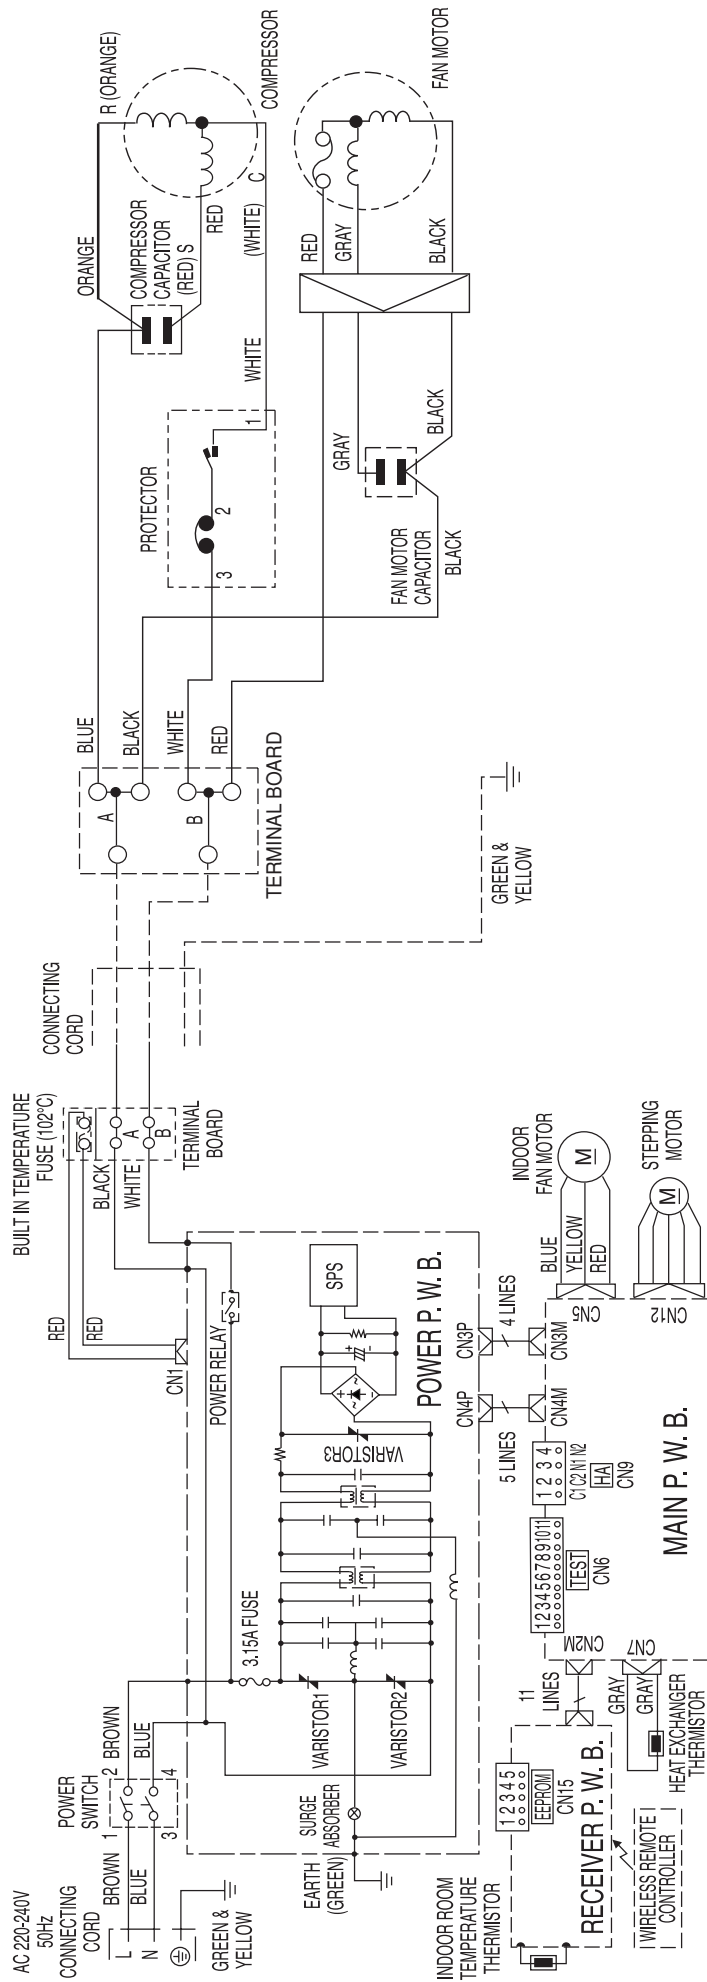 R (ORANGE)
COMPRESSOR
FAN MOTOR
ORANGE
COMPRESSOR
CAPACITOR
(RED) S
RED
(WHITE)
C
RED
GRAY
BLACK
WHITE
PROTECTOR
1
2
3
GRAY
BLACK
FAN MOTOR
CAPACITOR
BLACK
BLUE
BLACK
WHITE
RED
A
B
TERMINAL BOARD
GREEN &
YELLOW
CONNECTING
CORD
BUILT IN TEMPERATURE
FUSE (102°C)
BLACK
WHITE
A
B
TERMINAL
BOARD
RED
RED
CN1
POWER RELAY
SPS
POWER P. W. B.
VARISTOR3
3.15A FUSE
VARISTOR1
VARISTOR2
SURGE
ABSORBER
EARTH
(GREEN)
POWER
SWITCH
1
2
3
4
BROWN
BLUE
BROWN
BLUE
AC 220-240V
50Hz
CONNECTING
CORD
L
N
GREEN &
YELLOW
INDOOR
FAN MOTOR
M
BLUE
YELLOW
RED
CN5
STEPPING
MOTOR
M
CN12
CN3P
4 LINES
CN3M
CN4P
5 LINES
CN4M
1 2 3 4
C1 C2 N1 N2
HA
CN9
1 2 3 4 5 6 7 8 9 10 11
TEST
CN6
MAIN P. W. B.
CN2M
11
LINES
CN7
GRAY
GRAY
HEAT EXCHANGER
THERMISTOR
1 2 3 4 5
EEPROM
CN15
RECEIVER P. W. B.
WIRELESS REMOTE
CONTROLLER
INDOOR ROOM
TEMPERATURE
THERMISTOR